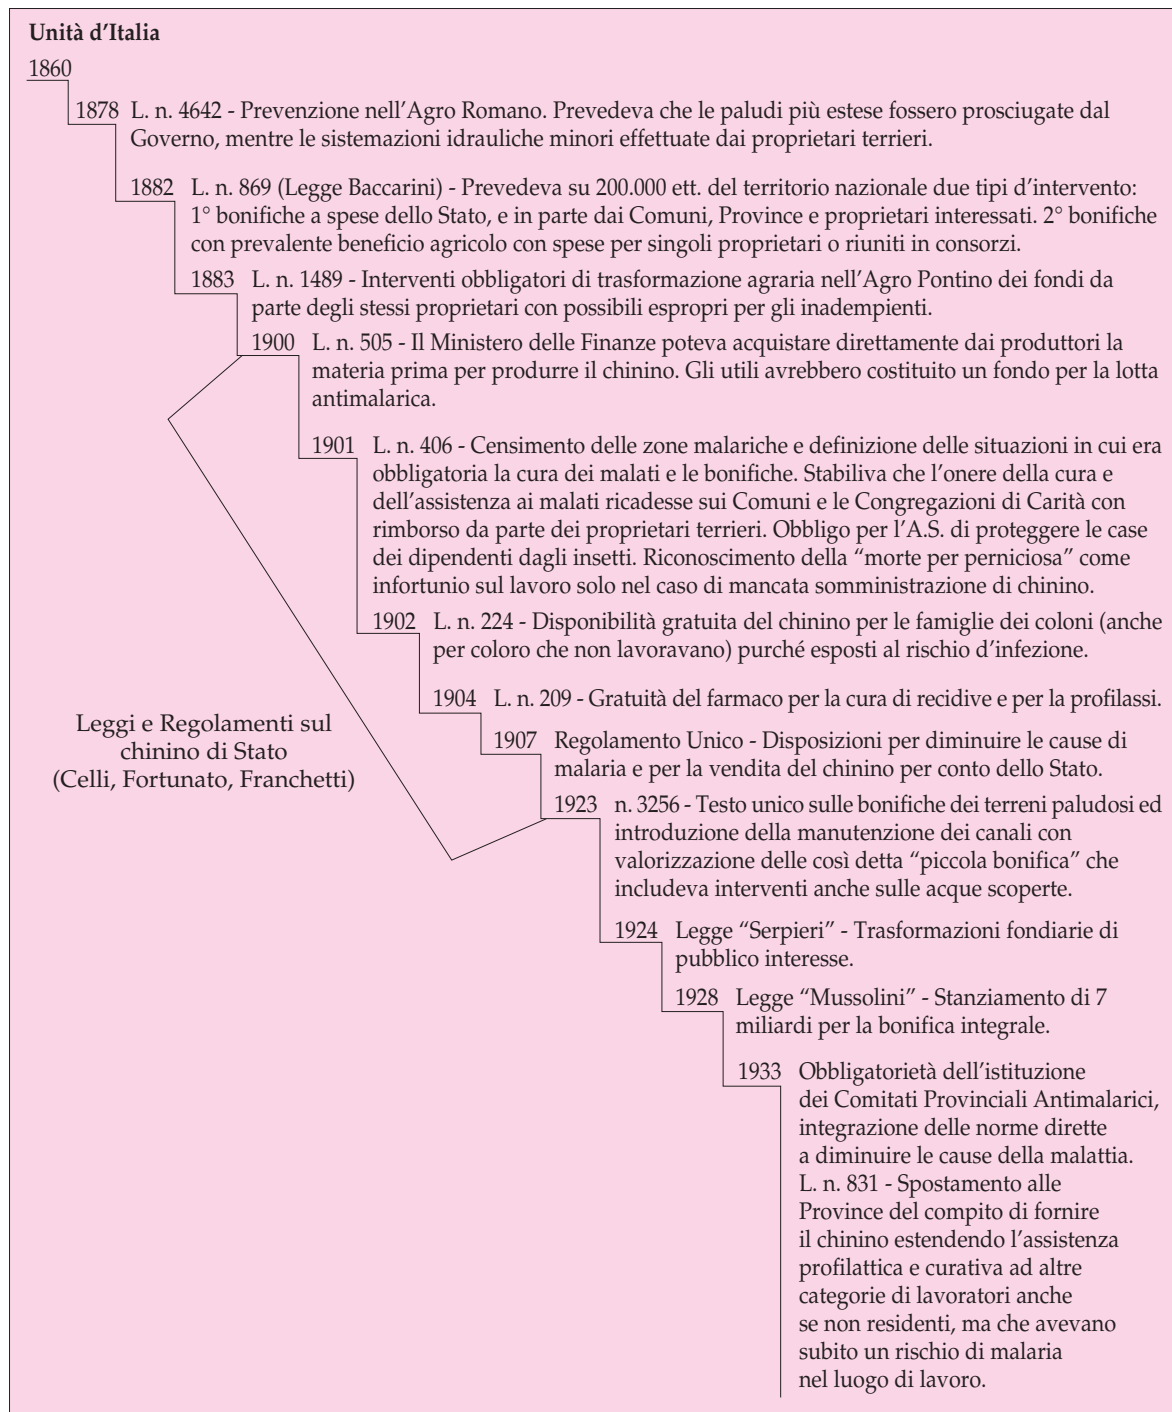 Unità d’Italia
1860
1878 L. n. 4642 - Prevenzione nell’Agro Romano. Prevedeva che le paludi più estese fossero prosciugate dal
Governo, mentre le sistemazioni idrauliche minori effettuate dai proprietari terrieri.
1882 L. n. 869 (Legge Baccarini) - Prevedeva su 200.000 ett. del territorio nazionale due tipi d’intervento:
1° bonifiche a spese dello Stato, e in parte dai Comuni, Province e proprietari interessati. 2° bonifiche
con prevalente beneficio agricolo con spese per singoli proprietari o riuniti in consorzi.
1883 L. n. 1489 - Interventi obbligatori di trasformazione agraria nell’Agro Pontino dei fondi da
parte degli stessi proprietari con possibili espropri per gli inadempienti.
1900 L. n. 505 - Il Ministero delle Finanze poteva acquistare direttamente dai produttori la
materia prima per produrre il chinino. Gli utili avrebbero costituito un fondo per la lotta
antimalarica.
1901 L. n. 406 - Censimento delle zone malariche e definizione delle situazioni in cui era
obbligatoria la cura dei malati e le bonifiche. Stabiliva che l’onere della cura e
dell’assistenza ai malati ricadesse sui Comuni e le Congregazioni di Carità con
rimborso da parte dei proprietari terrieri. Obbligo per l’A.S. di proteggere le case
dei dipendenti dagli insetti. Riconoscimento della “morte per perniciosa” come
infortunio sul lavoro solo nel caso di mancata somministrazione di chinino.
1902 L. n. 224 - Disponibilità gratuita del chinino per le famiglie dei coloni (anche
per coloro che non lavoravano) purché esposti al rischio d’infezione.
1904 L. n. 209 - Gratuità del farmaco per la cura di recidive e per la profilassi.
Leggi e Regolamenti sul
chinino di Stato
(Celli, Fortunato, Franchetti)
1907 Regolamento Unico - Disposizioni per diminuire le cause di
malaria e per la vendita del chinino per conto dello Stato.
1923 n. 3256 - Testo unico sulle bonifiche dei terreni paludosi ed
introduzione della manutenzione dei canali con
valorizzazione delle così detta “piccola bonifica” che
includeva interventi anche sulle acque scoperte.
1924 Legge “Serpieri” - Trasformazioni fondiarie di
pubblico interesse.
1928 Legge “Mussolini” - Stanziamento di 7
miliardi per la bonifica integrale.
1933 Obbligatorietà dell’istituzione
dei Comitati Provinciali Antimalarici,
integrazione delle norme dirette
a diminuire le cause della malattia.
L. n. 831 - Spostamento alle
Province del compito di fornire
il chinino estendendo l’assistenza
profilattica e curativa ad altre
categorie di lavoratori anche
se non residenti, ma che avevano
subito un rischio di malaria
nel luogo di lavoro.